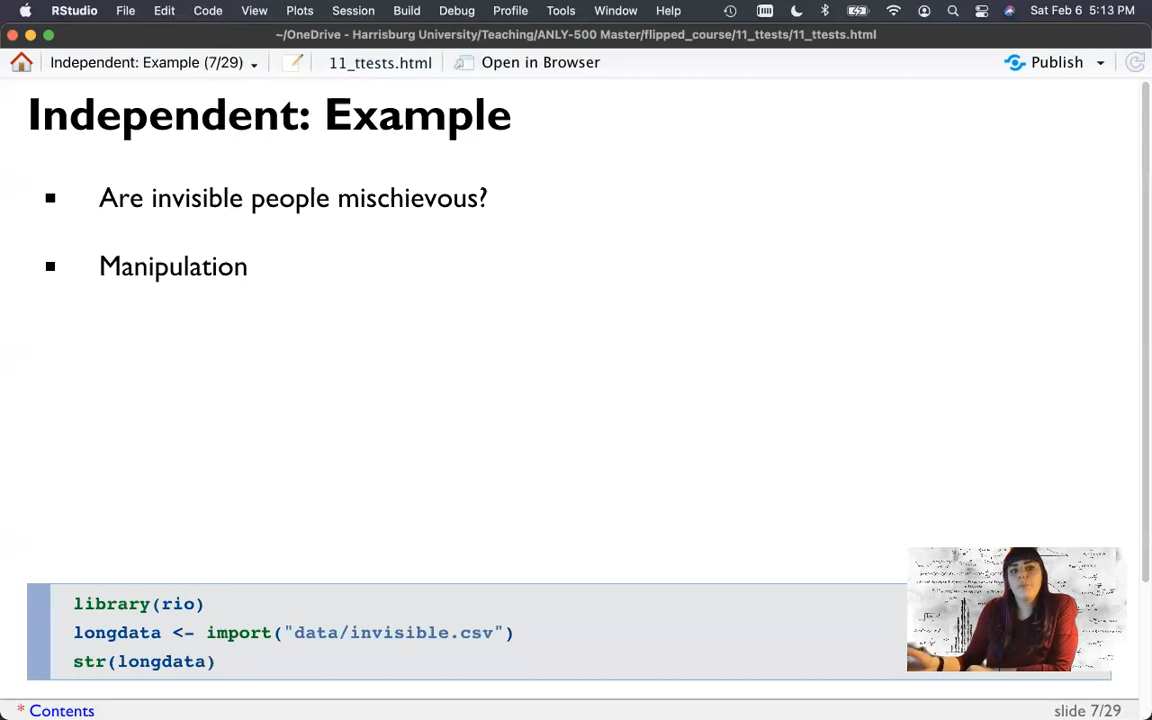 RStudio File Edit Code View Plots Session Build Debug Profile Tools Window Help Sat Feb 6 5:13 PM
~/OneDrive - Harrisburg University/Teaching/ANLY-500 Master/flipped_course/11_ttests/11_ttests.html
Independent: Example (7/29) 11_ttests.html Open in Browser Publish
Independent: Example
▪ Are invisible people mischievous?
▪ Manipulation
library(rio)
longdata <- import("data/invisible.csv")
str(longdata)
* Contents slide 7/29